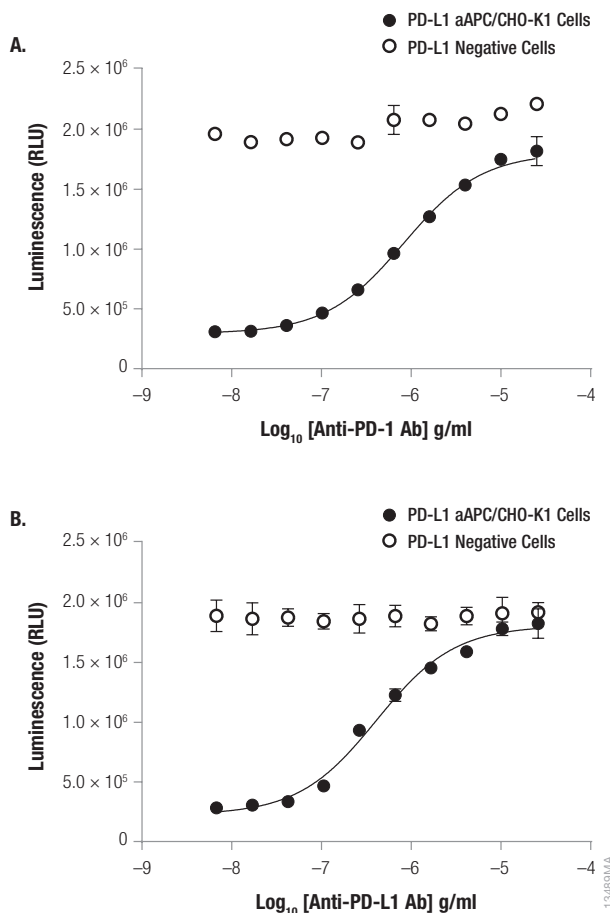 A.
● PD-L1 aAPC/CHO-K1 Cells
○ PD-L1 Negative Cells
Luminescence (RLU)
2.5 × 10⁶
2.0 × 10⁶
1.5 × 10⁶
1.0 × 10⁶
5.0 × 10⁵
0
–9 –8 –7 –6 –5 –4
Log₁₀ [Anti-PD-1 Ab] g/ml
B.
● PD-L1 aAPC/CHO-K1 Cells
○ PD-L1 Negative Cells
Luminescence (RLU)
2.5 × 10⁶
2.0 × 10⁶
1.5 × 10⁶
1.0 × 10⁶
5.0 × 10⁵
0
–9 –8 –7 –6 –5 –4
Log₁₀ [Anti-PD-L1 Ab] g/ml
13489MA